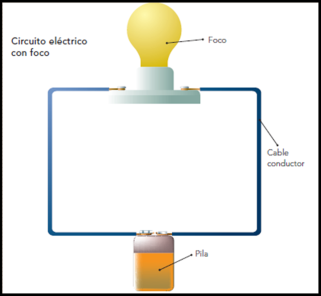 Circuito eléctrico
con foco
Foco
Cable
conductor
Pila